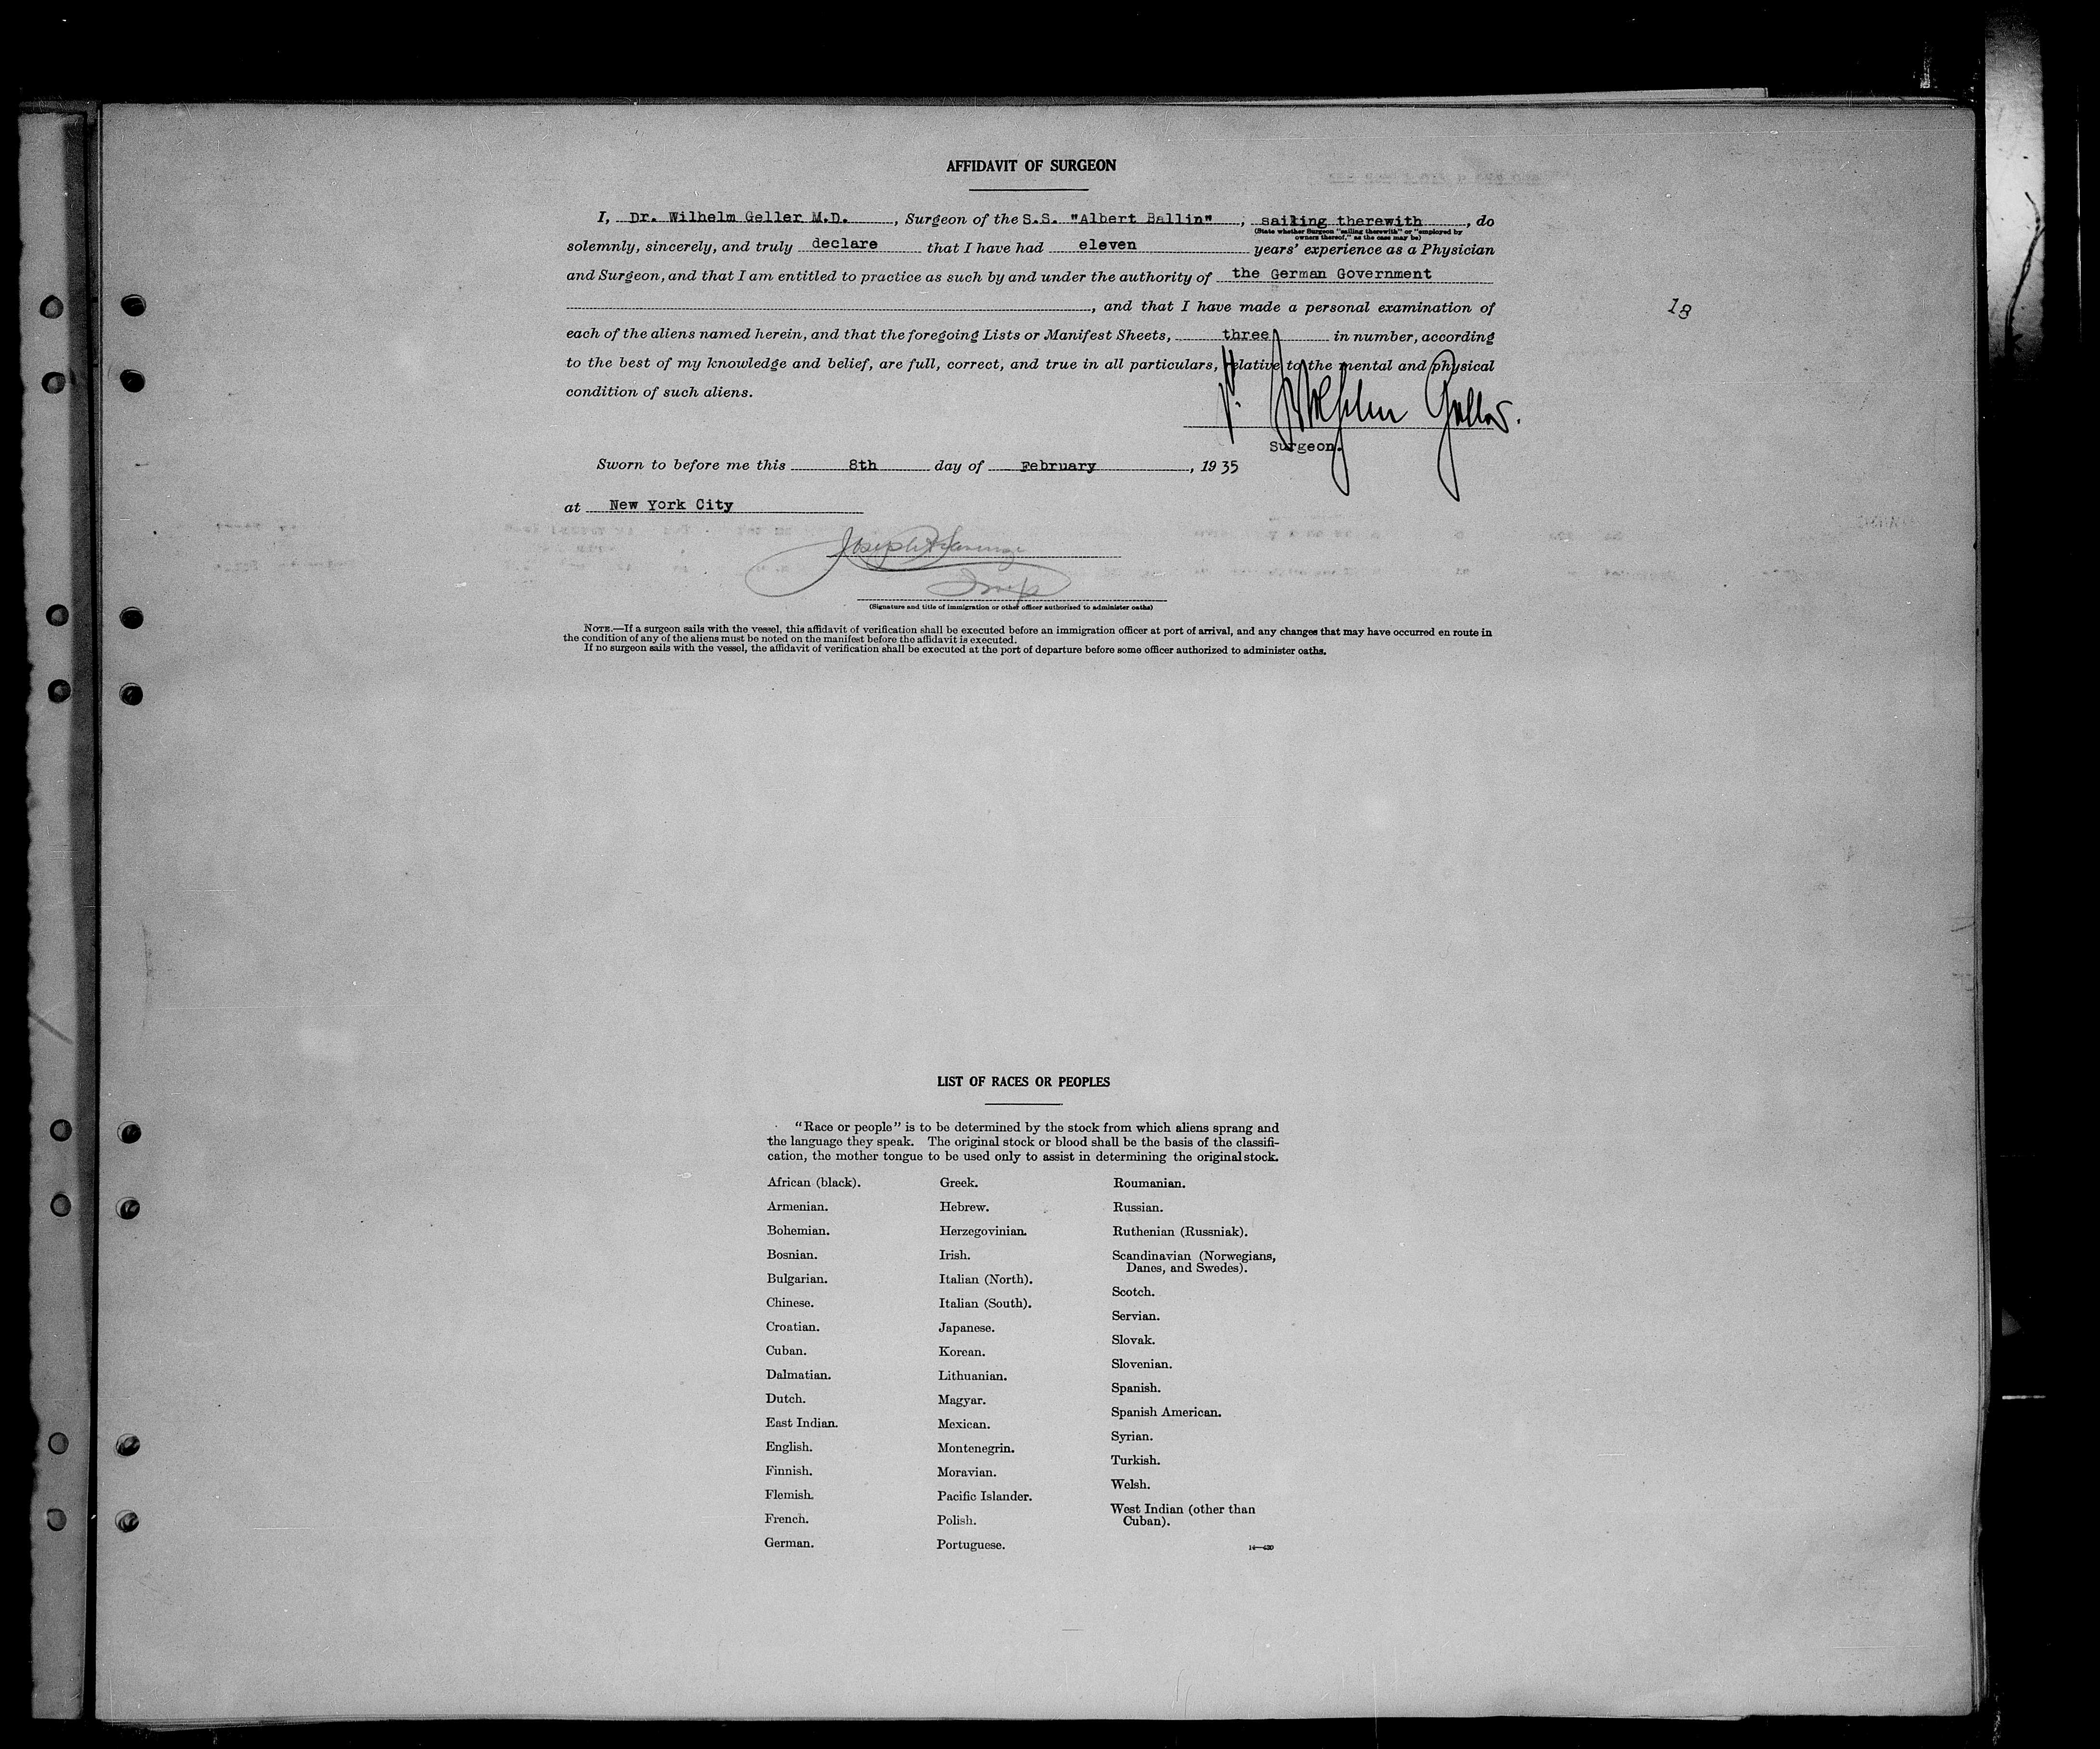 AFFIDAVIT OF SURGEON
I, Dr. Wilhelm Geller M.D. , Surgeon of the S.S. "Albert Ballin" , sailing therewith , do
(State whether Surgeon "sailing therewith" or "employed by
owners thereof," as the case may be)
solemnly, sincerely, and truly declare that I have had eleven years' experience as a Physician
and Surgeon, and that I am entitled to practice as such by and under the authority of the German Government
, and that I have made a personal examination of
18
each of the aliens named herein, and that the foregoing Lists or Manifest Sheets, three in number, according
to the best of my knowledge and belief, are full, correct, and true in all particulars, relative to the mental and physical
condition of such aliens.
Wilhelm Geller.
Surgeon.
Sworn to before me this 8th day of February , 1935
at New York City
Joseph
Insp
(Signature and title of immigration or other officer authorized to administer oaths)
NOTE.—If a surgeon sails with the vessel, this affidavit of verification shall be executed before an immigration officer at port of arrival, and any changes that may have occurred en route in
the condition of any of the aliens must be noted on the manifest before the affidavit is executed.
If no surgeon sails with the vessel, the affidavit of verification shall be executed at the port of departure before some officer authorized to administer oaths.
LIST OF RACES OR PEOPLES
"Race or people" is to be determined by the stock from which aliens sprang and
the language they speak. The original stock or blood shall be the basis of the classifi-
cation, the mother tongue to be used only to assist in determining the original stock.
African (black).
Armenian.
Bohemian.
Bosnian.
Bulgarian.
Chinese.
Croatian.
Cuban.
Dalmatian.
Dutch.
East Indian.
English.
Finnish.
Flemish.
French.
German.
Greek.
Hebrew.
Herzegovinian.
Irish.
Italian (North).
Italian (South).
Japanese.
Korean.
Lithuanian.
Magyar.
Mexican.
Montenegrin.
Moravian.
Pacific Islander.
Polish.
Portuguese.
Roumanian.
Russian.
Ruthenian (Russniak).
Scandinavian (Norwegians,
Danes, and Swedes).
Scotch.
Servian.
Slovak.
Slovenian.
Spanish.
Spanish American.
Syrian.
Turkish.
Welsh.
West Indian (other than
Cuban).